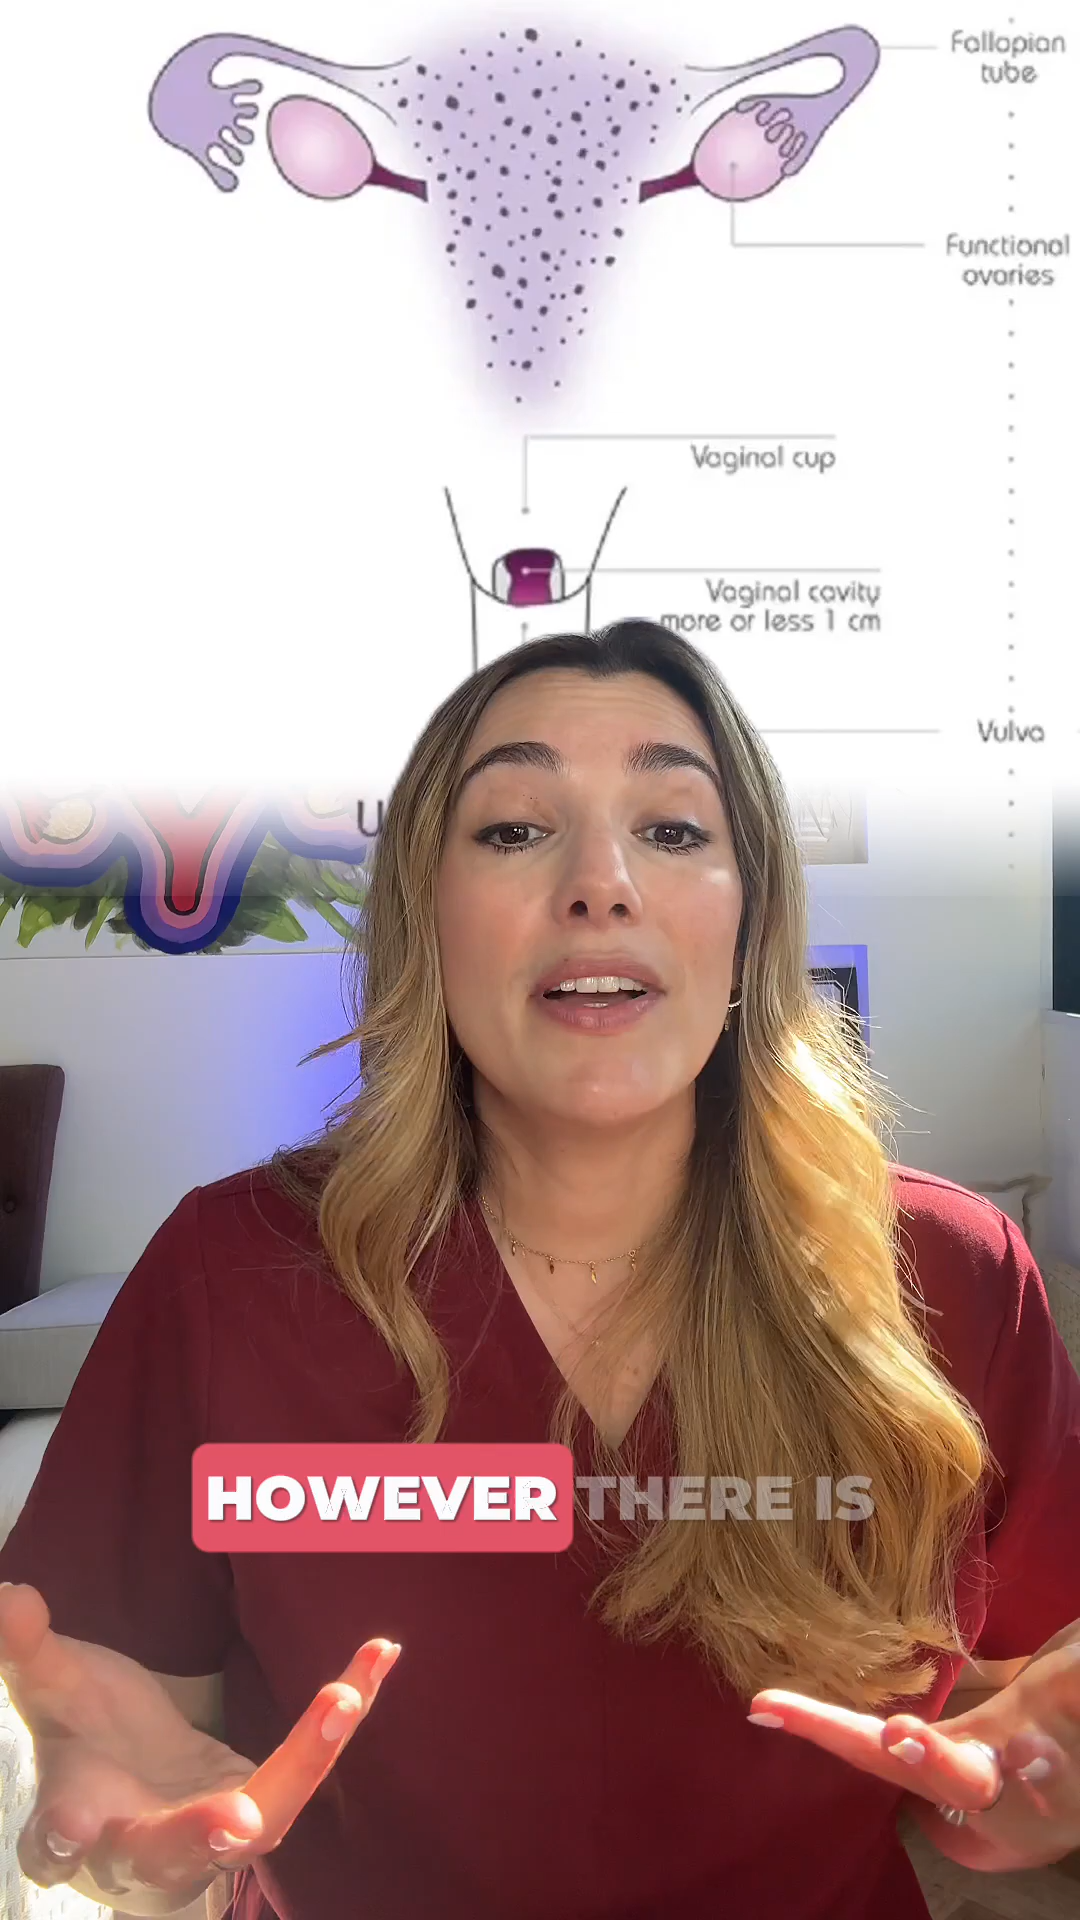 Fallopian
tube
Functional
ovaries
Vaginal cup
Vaginal cavity
more or less 1 cm
Vulva
U
HOWEVER THERE IS